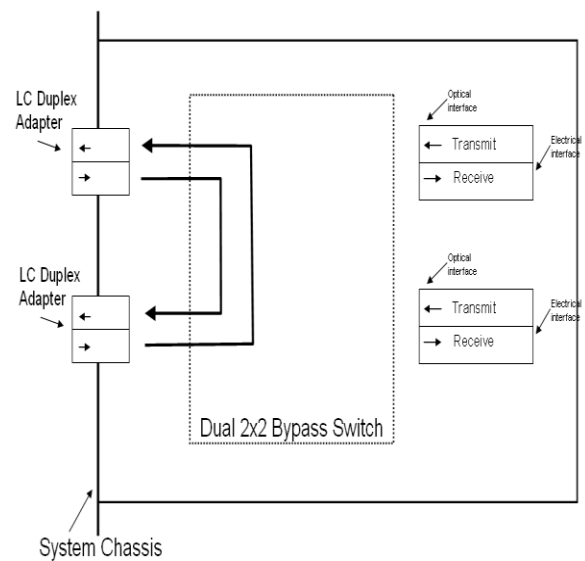 LC Duplex
Adapter
Optical
interface
Transmit
Electrical
interface
Receive
LC Duplex
Adapter
Optical
interface
Transmit
Electrical
interface
Receive
Dual 2x2 Bypass Switch
System Chassis